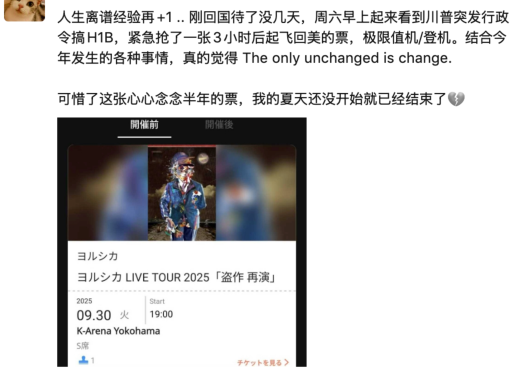 人生离谱经验再+1 .. 刚回国待了没几天，周六早上起来看到川普突发行政
令搞H1B，紧急抢了一张3小时后起飞回美的票，极限值机/登机。结合今
年发生的各种事情，真的觉得 The only unchanged is change.
可惜了这张心心念念半年的票，我的夏天还没开始就已经结束了💔
開催前 開催後
ヨルシカ
ヨルシカ LIVE TOUR 2025「盗作 再演」
2025 Start
09.30 火 19:00
K-Arena Yokohama
S席
1 チケットを見る